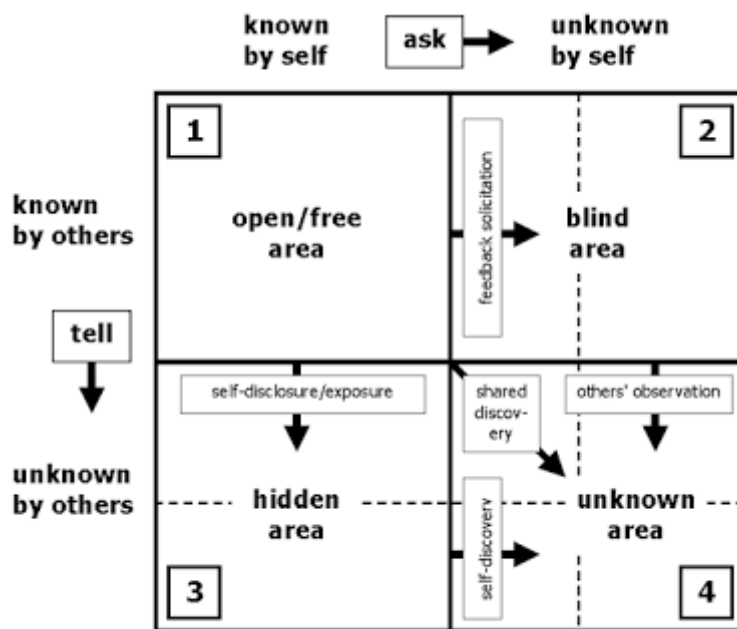 known
by self
ask
unknown
by self
1
2
known
by others
open/free
area
feedback solicitation
blind
area
tell
self-disclosure/exposure
shared
discov-
ery
others' observation
unknown
by others
hidden
area
self-discovery
unknown
area
3
4